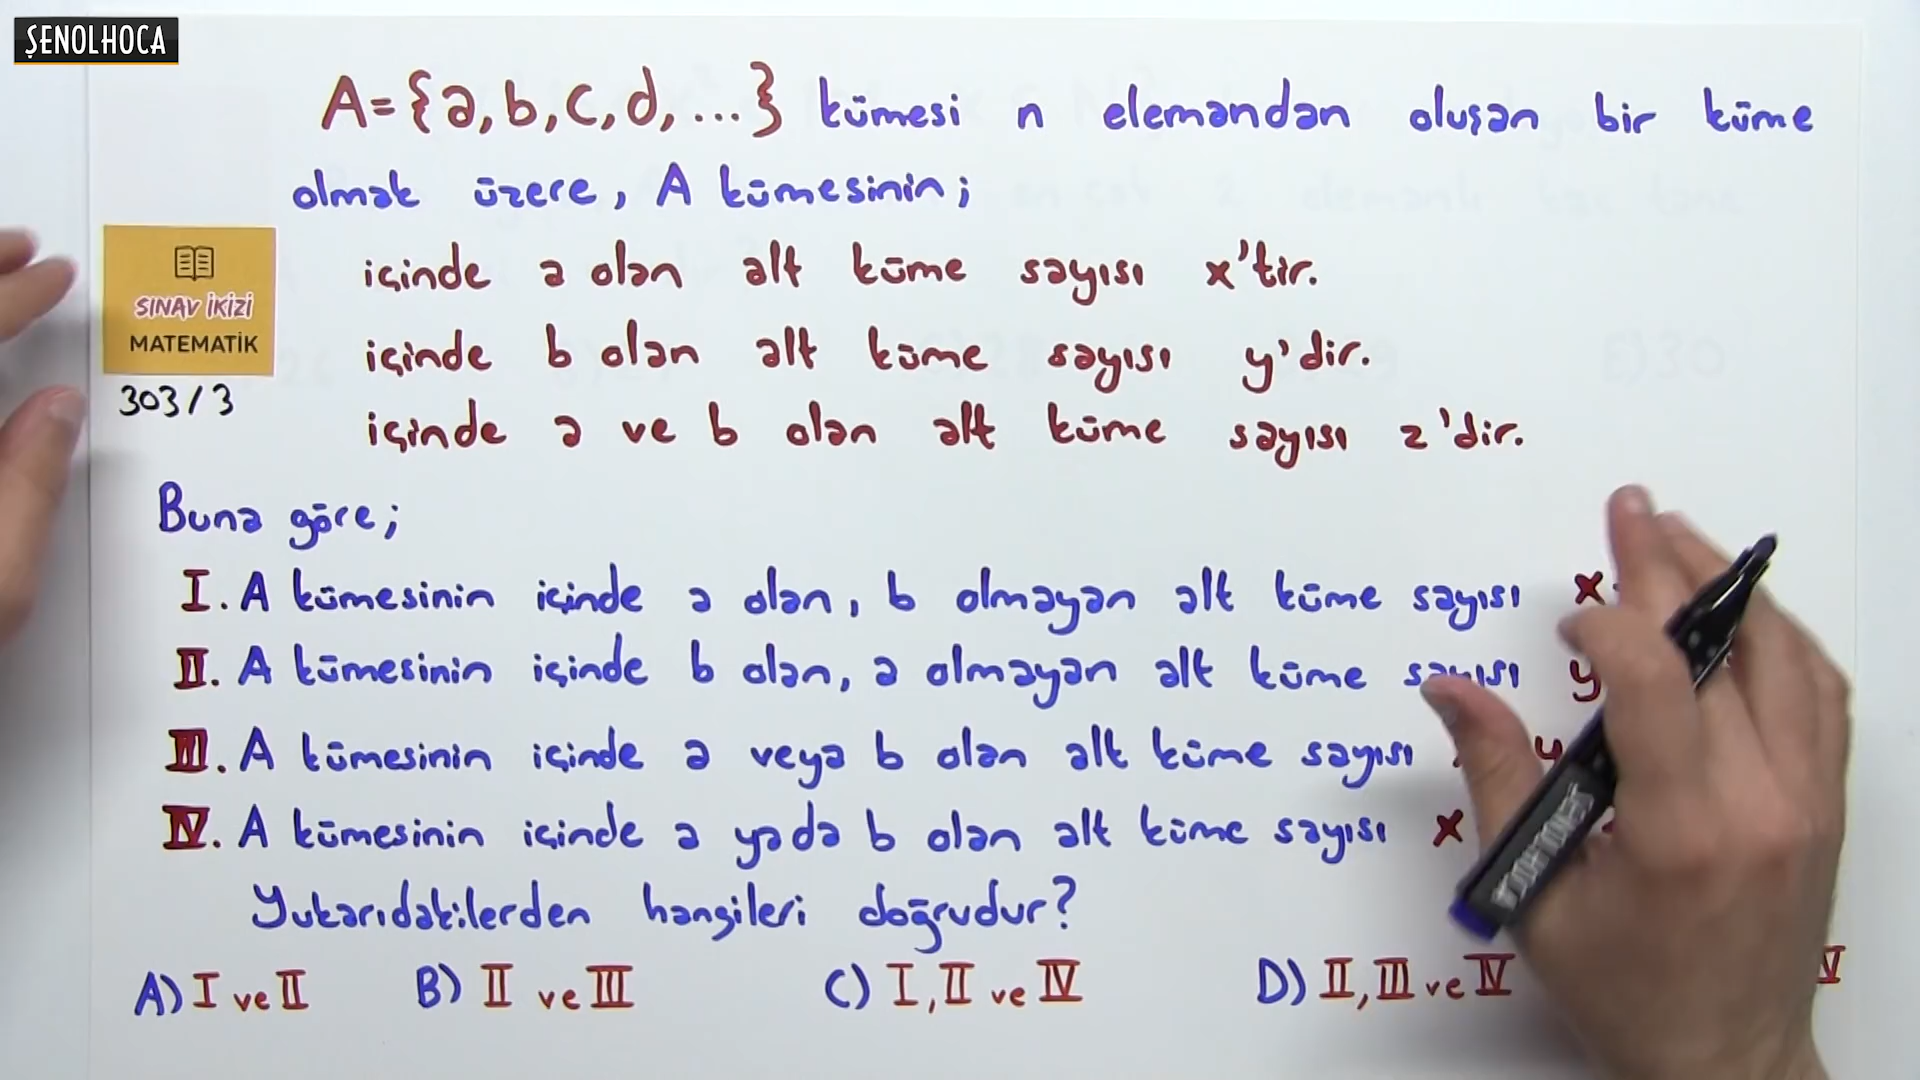 ŞENOLHOCA
A={a,b,c,d,...} kümesi n elemandan oluşan bir küme
olmak üzere, A kümesinin;
içinde a olan alt küme sayısı x'tir.
SINAV İKİZİ
MATEMATİK
içinde b olan alt küme sayısı y'dir.
303/3
içinde a ve b olan alt küme sayısı z'dir.
Buna göre;
I. A kümesinin içinde a olan, b olmayan alt küme sayısı x
II. A kümesinin içinde b olan, a olmayan alt küme sayısı y
III. A kümesinin içinde a veya b olan alt küme sayısı
IV. A kümesinin içinde a yada b olan alt küme sayısı x
Yukarıdakilerden hangileri doğrudur?
A) I ve II B) II ve III C) I, II ve IV D) II, III ve IV
ŞENOLHOCA